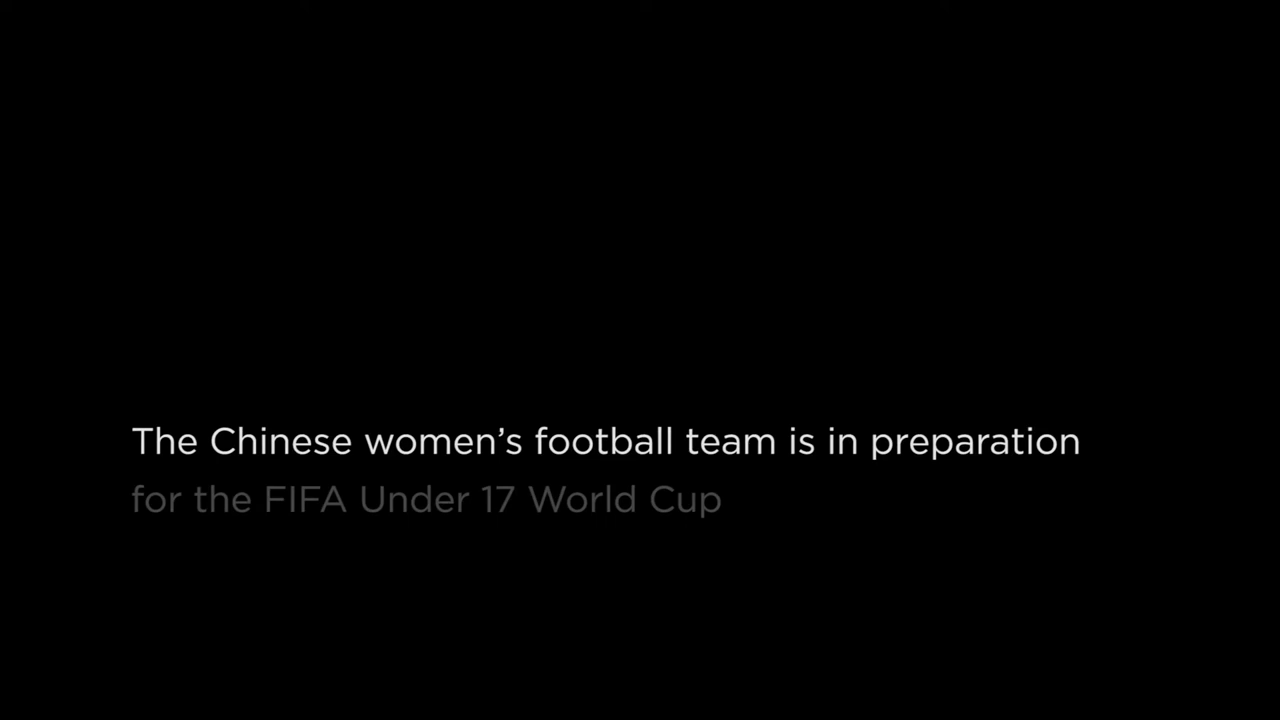 The Chinese women’s football team is in preparation
for the FIFA Under 17 World Cup